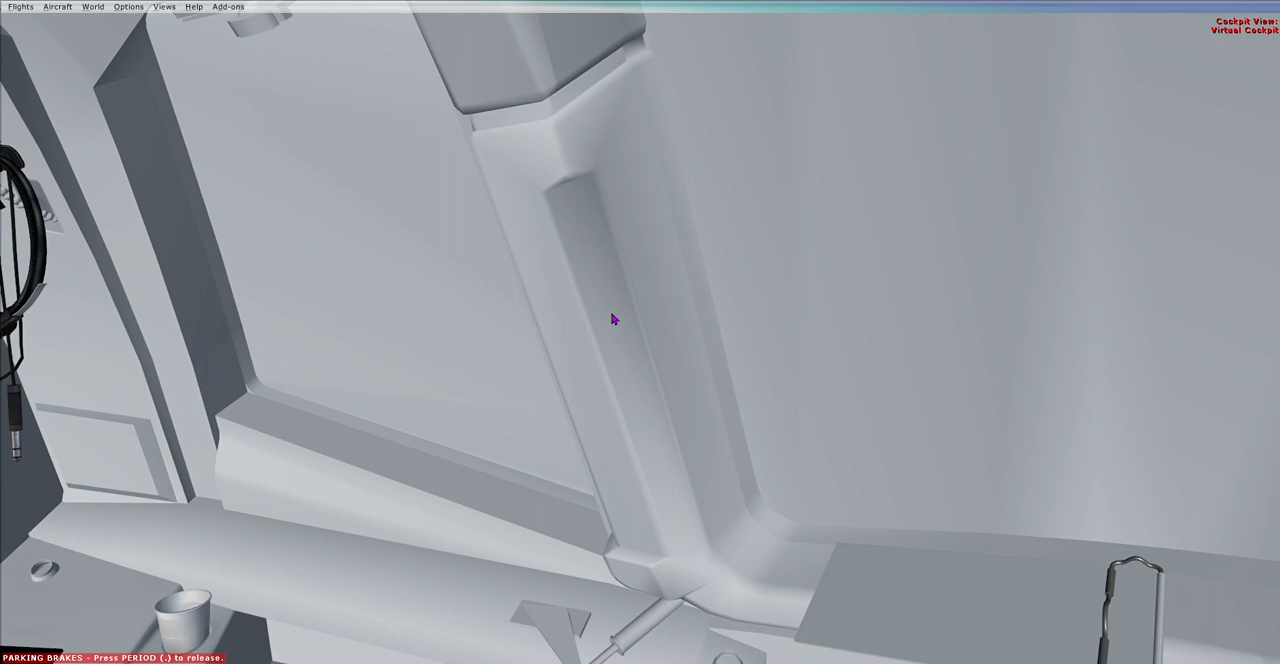 Flights Aircraft World Options Views Help Add-ons
Cockpit View:
Virtual Cockpit
PARKING BRAKES - Press PERIOD (.) to release.